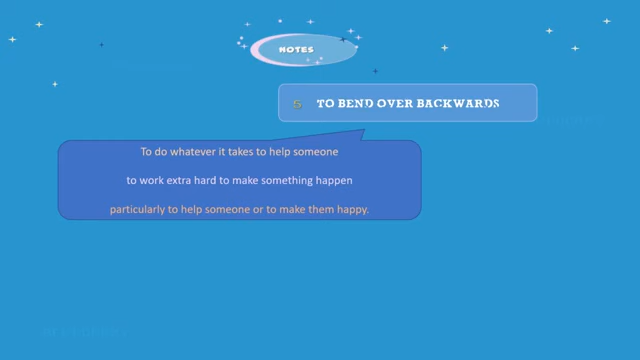 NOTES
5 TO BEND OVER BACKWARDS
To do whatever it takes to help someone
to work extra hard to make something happen
particularly to help someone or to make them happy.